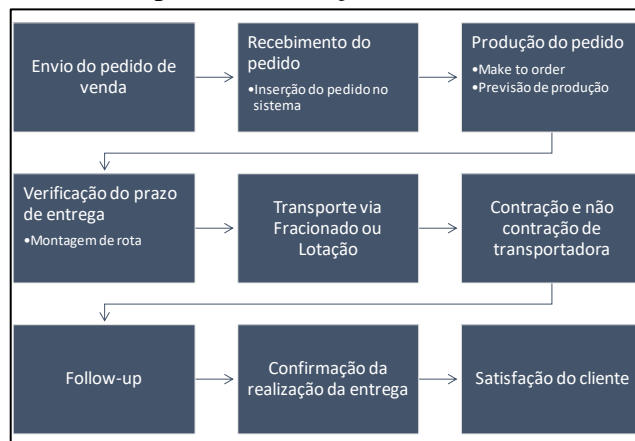 Envio do pedido de
venda
Recebimento do
pedido
•Inserção do pedido no
sistema
Produção do pedido
•Make to order
•Previsão de produção
Verificação do prazo
de entrega
•Montagem de rota
Transporte via
Fracionado ou
Lotação
Contração e não
contração de
transportadora
Follow-up
Confirmação da
realização da entrega
Satisfação do cliente